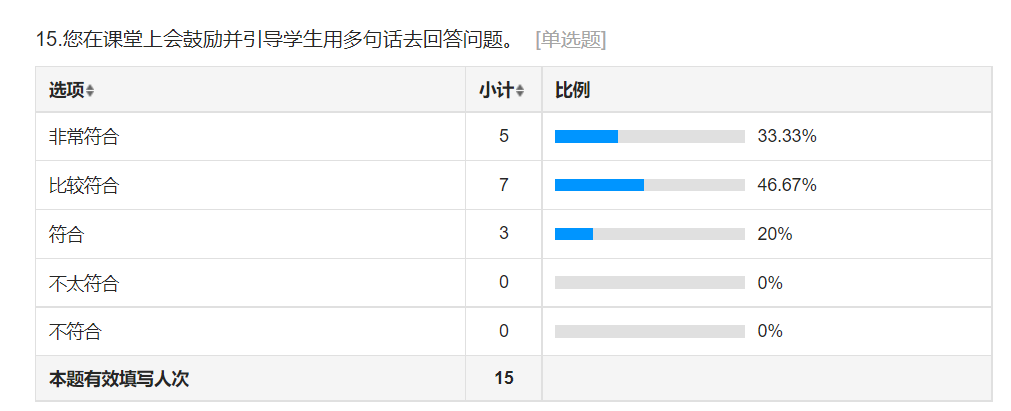 15.您在课堂上会鼓励并引导学生用多句话去回答问题。 [单选题]
选项 小计 比例
非常符合 5 33.33%
比较符合 7 46.67%
符合 3 20%
不太符合 0 0%
不符合 0 0%
本题有效填写人次 15